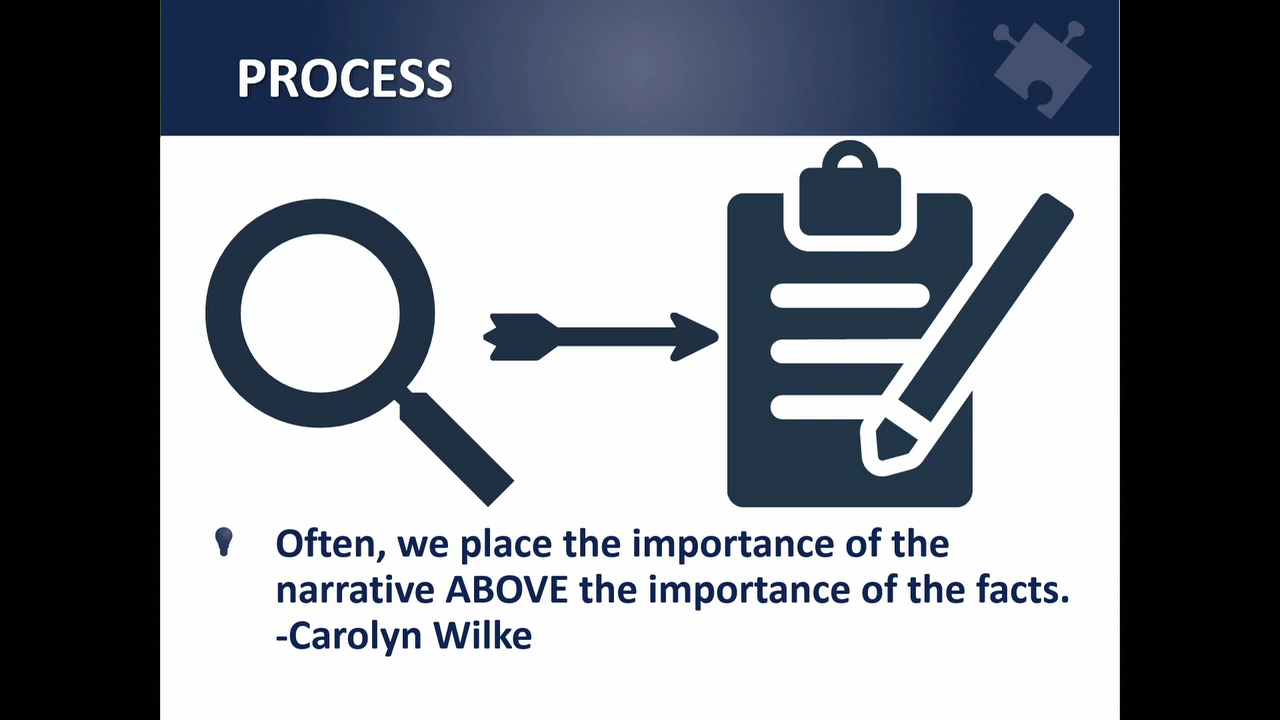 PROCESS
Often, we place the importance of the
narrative ABOVE the importance of the facts.
-Carolyn Wilke